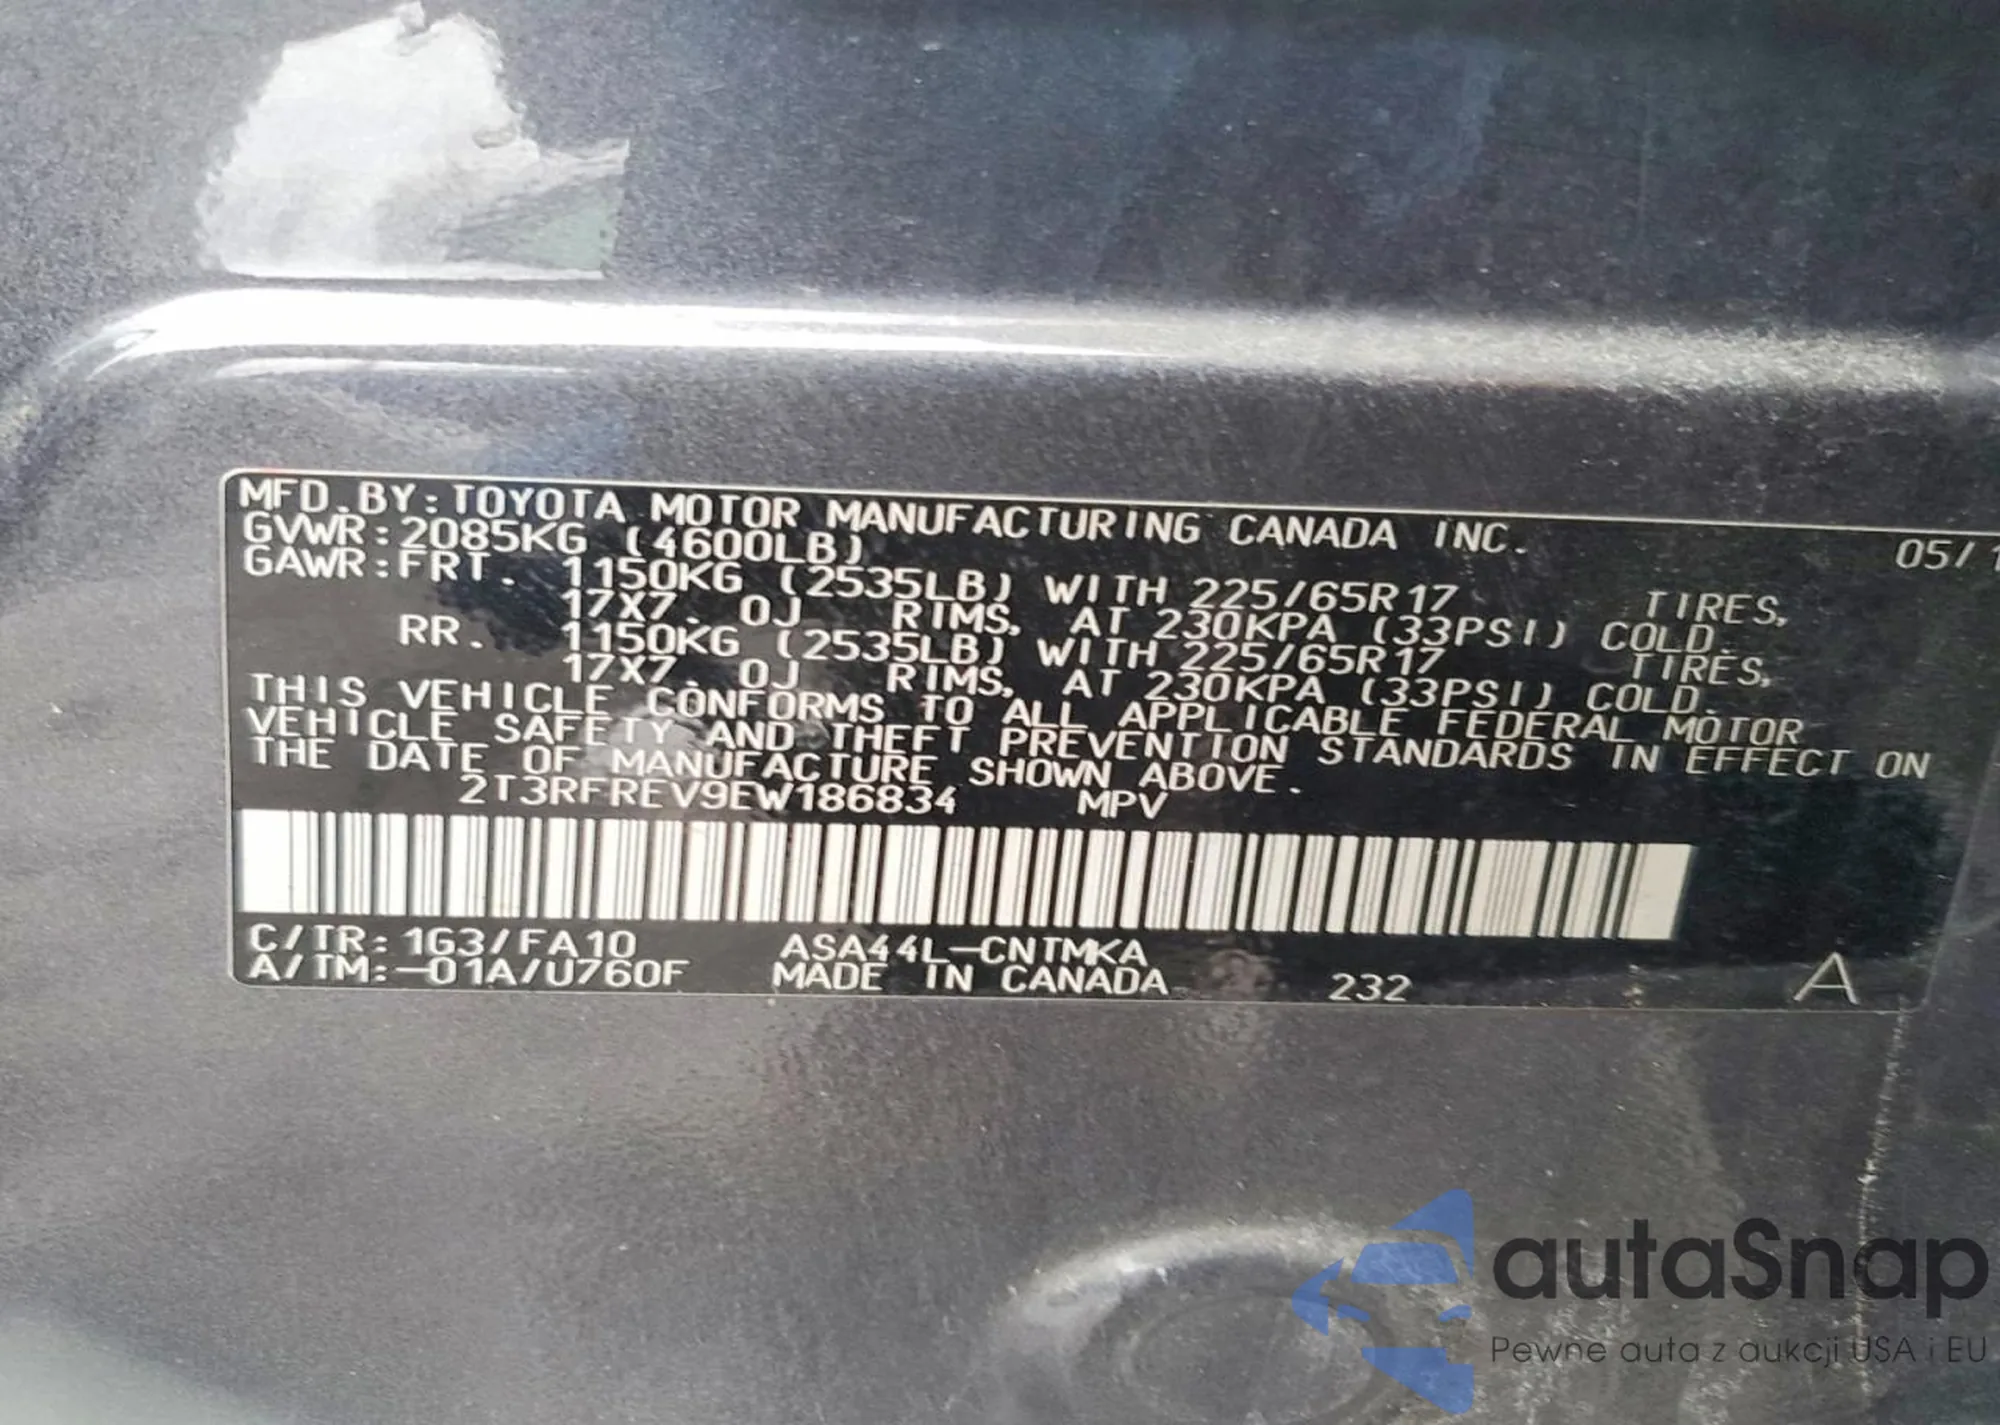 MFD. BY: TOYOTA MOTOR MANUFACTURING CANADA INC.
05/1
GVWR: 2085KG (4600LB)
GAWR: FRT. 1150KG (2535LB) WITH 225/65R17 TIRES,
17X7. 0J RIMS, AT 230KPA (33PSI) COLD.
RR. 1150KG (2535LB) WITH 225/65R17 TIRES,
17X7. 0J RIMS, AT 230KPA (33PSI) COLD.
THIS VEHICLE CONFORMS TO ALL APPLICABLE FEDERAL MOTOR
VEHICLE SAFETY AND THEFT PREVENTION STANDARDS IN EFFECT ON
THE DATE OF MANUFACTURE SHOWN ABOVE.
2T3RFREV9EW186834 MPV
C/TR: 1G3/FA10 ASA44L-CNTMKA
A/TM: -01A/U760F MADE IN CANADA 232 A
autaSnap
Pewne auta z aukcji USA i EU